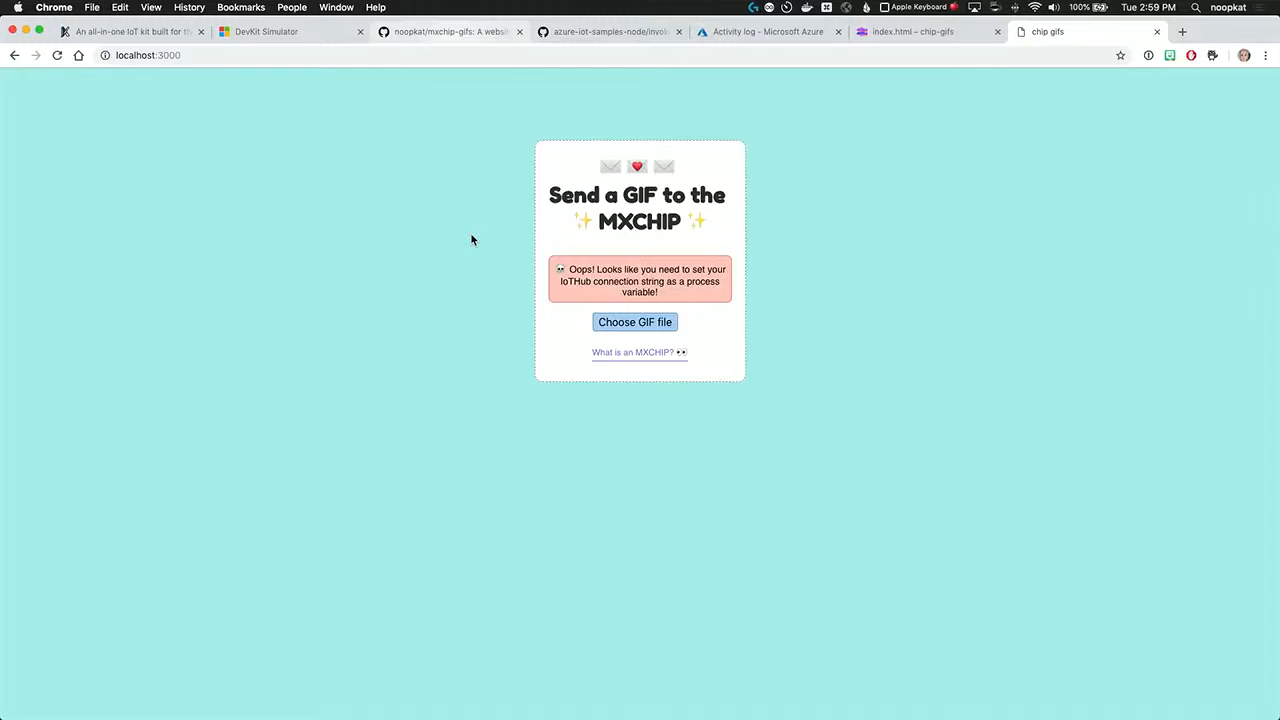 Chrome File Edit View History Bookmarks People Window Help Apple Keyboard 100% Tue 2:59 PM noopkat
An all-in-one IoT kit built for th DevKit Simulator noopkat/mxchip-gifs: A websit azure-iot-samples-node/invok Activity log - Microsoft Azure index.html – chip-gifs chip gifs
localhost:3000
Send a GIF to the
✨ MXCHIP ✨
💀 Oops! Looks like you need to set your
IoTHub connection string as a process
variable!
Choose GIF file
What is an MXCHIP? 👀